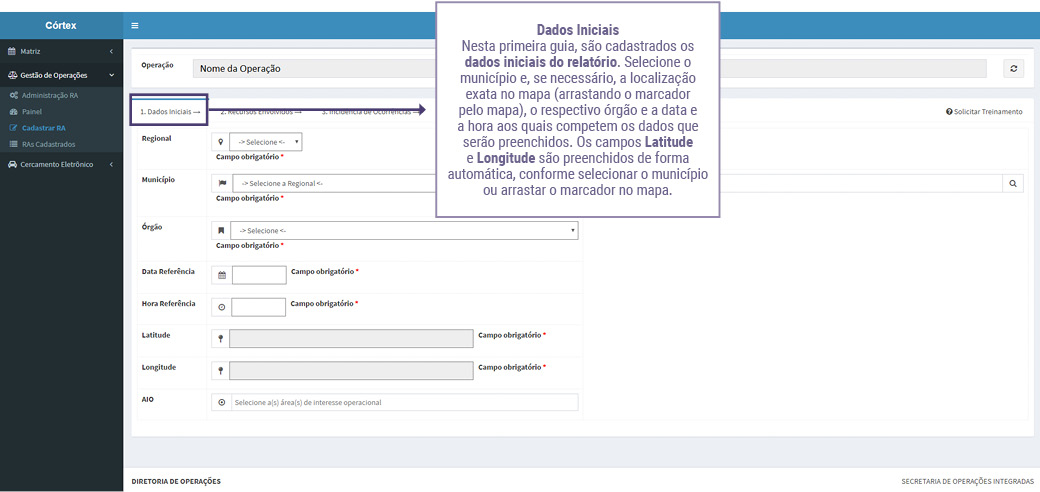 Córtex
Matriz
Gestão de Operações
Administração RA
Painel
Cadastrar RA
RAs Cadastrados
Cercamento Eletrônico
Operação
Nome da Operação
1. Dados Iniciais →
2. Recursos Envolvidos →
3. Incidência de Ocorrências →
Solicitar Treinamento
Dados Iniciais
Nesta primeira guia, são cadastrados os
dados iniciais do relatório. Selecione o
município e, se necessário, a localização
exata no mapa (arrastando o marcador
pelo mapa), o respectivo órgão e a data e
a hora aos quais competem os dados que
serão preenchidos. Os campos Latitude
e Longitude são preenchidos de forma
automática, conforme selecionar o município
ou arrastar o marcador no mapa.
Regional
-> Selecione <-
Campo obrigatório *
Município
-> Selecione a Regional <-
Campo obrigatório *
Órgão
-> Selecione <-
Campo obrigatório *
Data Referência
Campo obrigatório *
Hora Referência
Campo obrigatório *
Latitude
Campo obrigatório *
Longitude
Campo obrigatório *
AIO
Selecione a(s) área(s) de interesse operacional
DIRETORIA DE OPERAÇÕES
SECRETARIA DE OPERAÇÕES INTEGRADAS